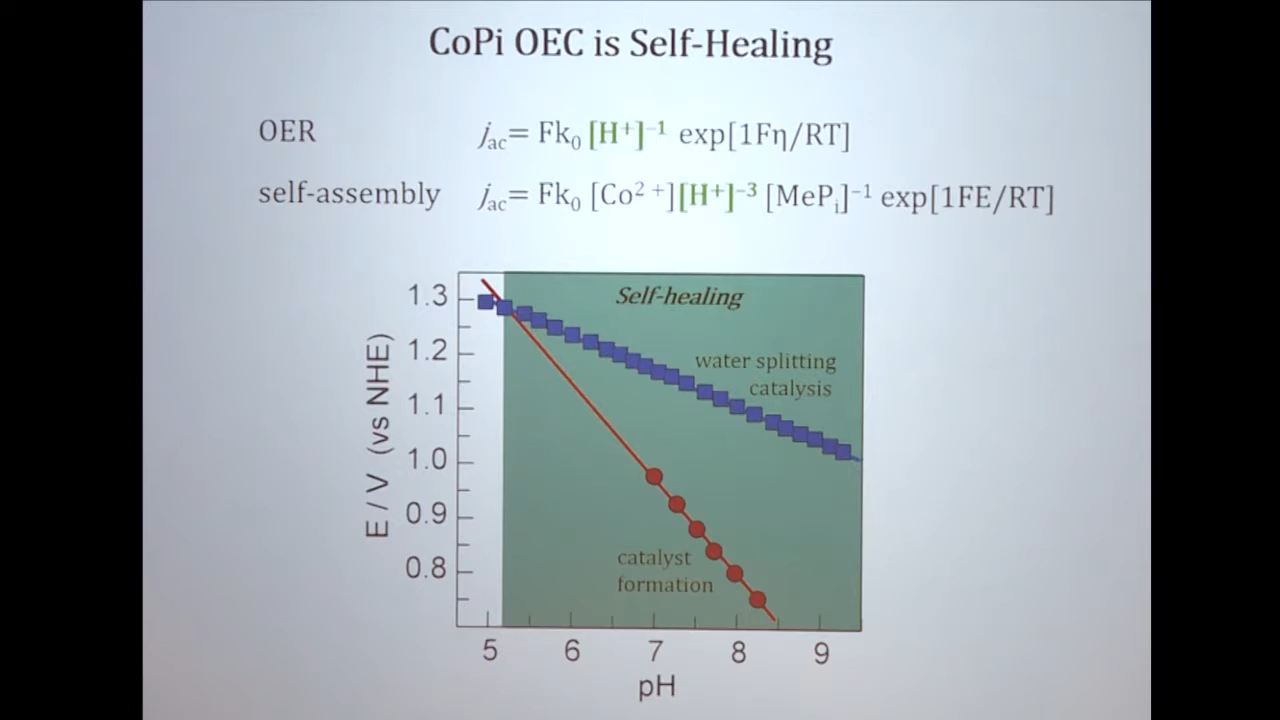 CoPi OEC is Self-Healing
OER jac= Fk0 [H+]–1 exp[1Fη/RT]
self-assembly jac= Fk0 [Co2 +][H+]–3 [MePi]–1 exp[1FE/RT]
Self-healing
water splitting
catalysis
catalyst
formation
1.3
1.2
1.1
1.0
0.9
0.8
E / V (vs NHE)
5 6 7 8 9
pH